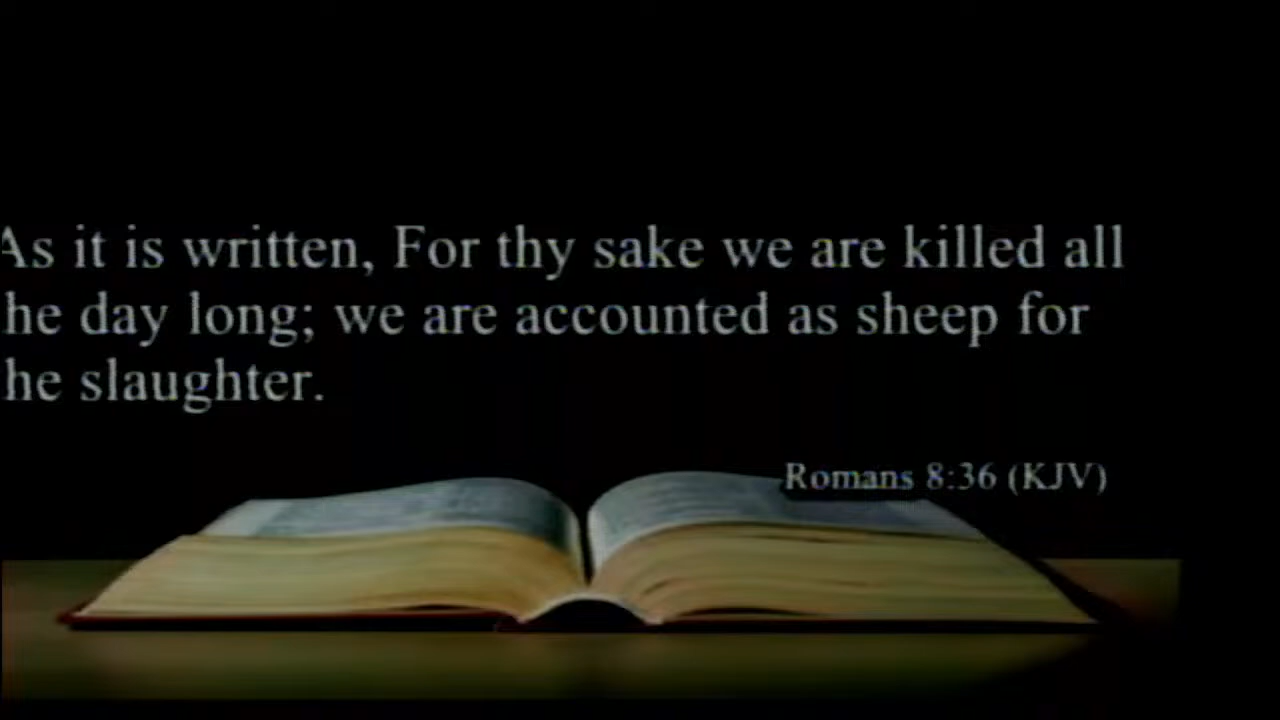 As it is written, For thy sake we are killed all
he day long; we are accounted as sheep for
he slaughter.
Romans 8:36 (KJV)